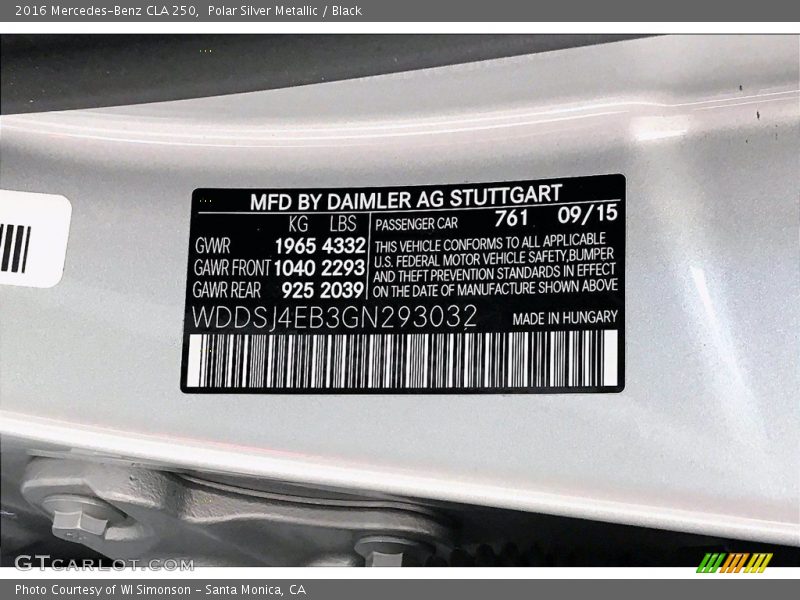 2016 Mercedes-Benz CLA 250,  Polar Silver Metallic / Black
MFD BY DAIMLER AG STUTTGART
KG LBS PASSENGER CAR 761 09/15
GVWR 1965 4332 THIS VEHICLE CONFORMS TO ALL APPLICABLE
GAWR FRONT 1040 2293 U.S. FEDERAL MOTOR VEHICLE SAFETY, BUMPER
AND THEFT PREVENTION STANDARDS IN EFFECT
GAWR REAR 925 2039 ON THE DATE OF MANUFACTURE SHOWN ABOVE
WDDSJ4EB3GN293032 MADE IN HUNGARY
GTCARLOT.COM
Photo Courtesy of WI Simonson - Santa Monica, CA